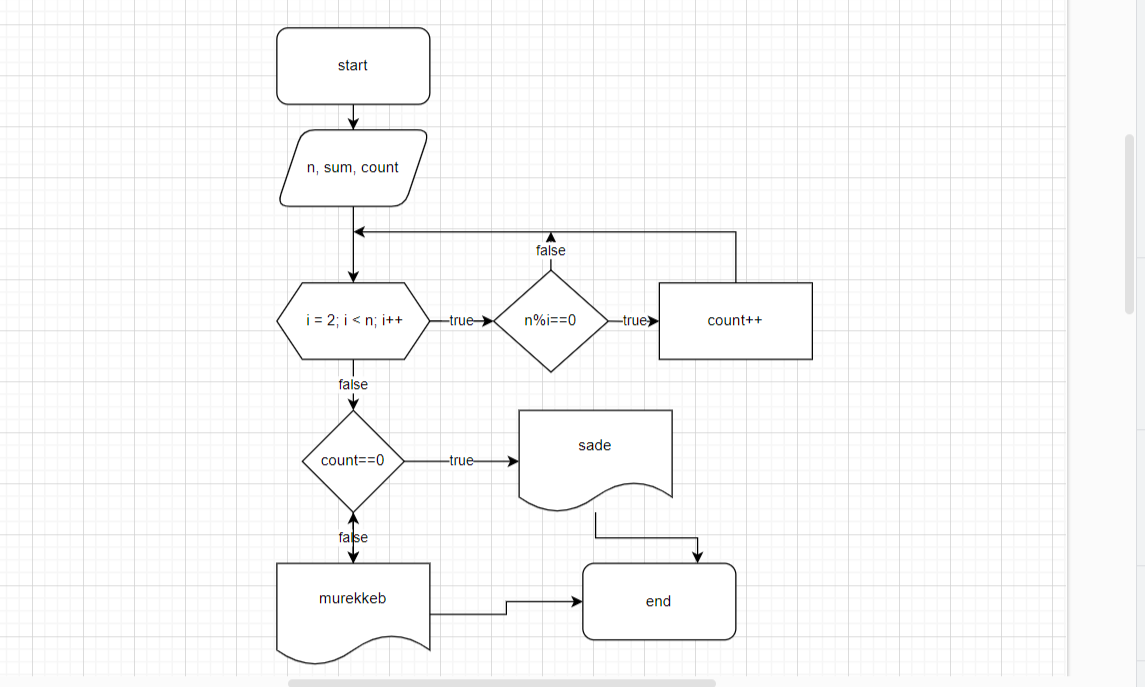 start
n, sum, count
false
i = 2; i < n; i++
true
n%i==0
true
count++
false
sade
count==0
true
false
murekkeb
end